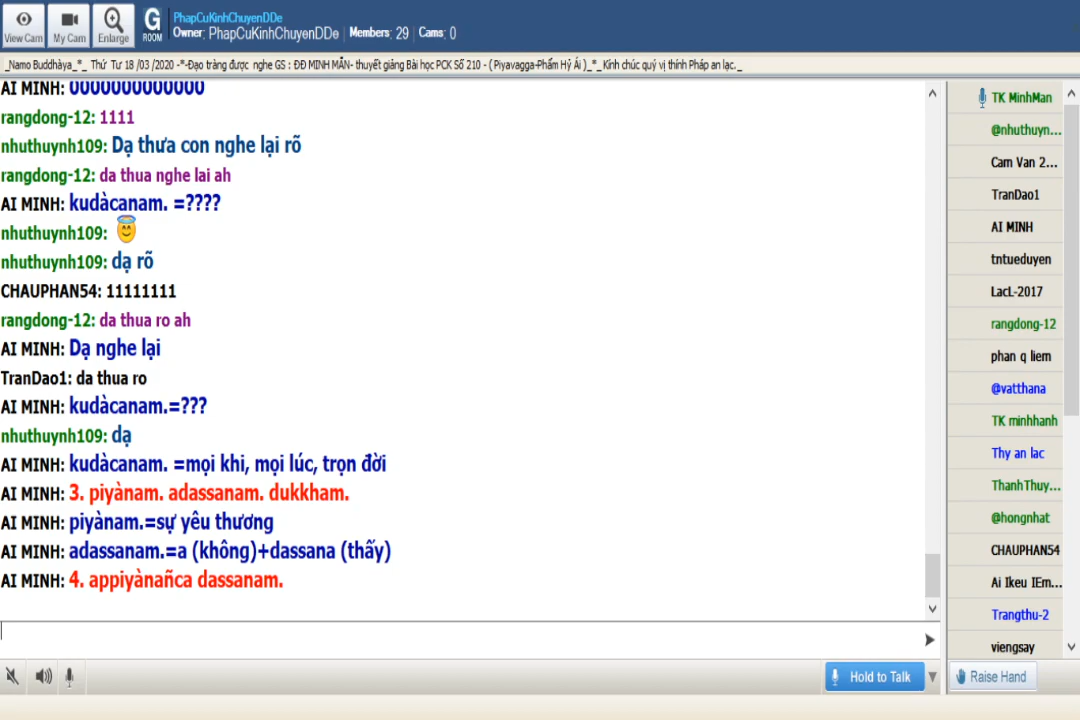 View Cam
My Cam
Enlarge
G
ROOM
PhapCuKinhChuyenDDe
Owner: PhapCuKinhChuyenDDe Members: 29 Cams: 0
_Namo Buddhàya_*_ Thứ Tư 18 /03 /2020 -*-Đạo tràng được nghe GS : ĐĐ MINH MẪN- thuyết giảng Bài học PCK Số 210 - ( Piyavagga-Phẩm Hỷ Ái )_*_Kính chúc quý vị thính Pháp an lạc._
AI MINH: 0000000000000
rangdong-12: 1111
nhuthuynh109: Dạ thưa con nghe lại rõ
rangdong-12: da thua nghe lai ah
AI MINH: kudàcanam. =????
nhuthuynh109:
nhuthuynh109: dạ rõ
CHAUPHAN54: 11111111
rangdong-12: da thua ro ah
AI MINH: Dạ nghe lại
TranDao1: da thua ro
AI MINH: kudàcanam.=???
nhuthuynh109: dạ
AI MINH: kudàcanam. =mọi khi, mọi lúc, trọn đời
AI MINH: 3. piyànam. adassanam. dukkham.
AI MINH: piyànam.=sự yêu thương
AI MINH: adassanam.=a (không)+dassana (thấy)
AI MINH: 4. appiyànañca dassanam.
TK MinhMan
@nhuthuyn...
Cam Van 2...
TranDao1
AI MINH
tntueduyen
LacL-2017
rangdong-12
phan q liem
@vatthana
TK minhhanh
Thy an lac
ThanhThuy...
@hongnhat
CHAUPHAN54
Ai Ikeu IEm...
Trangthu-2
viengsay
Hold to Talk
Raise Hand